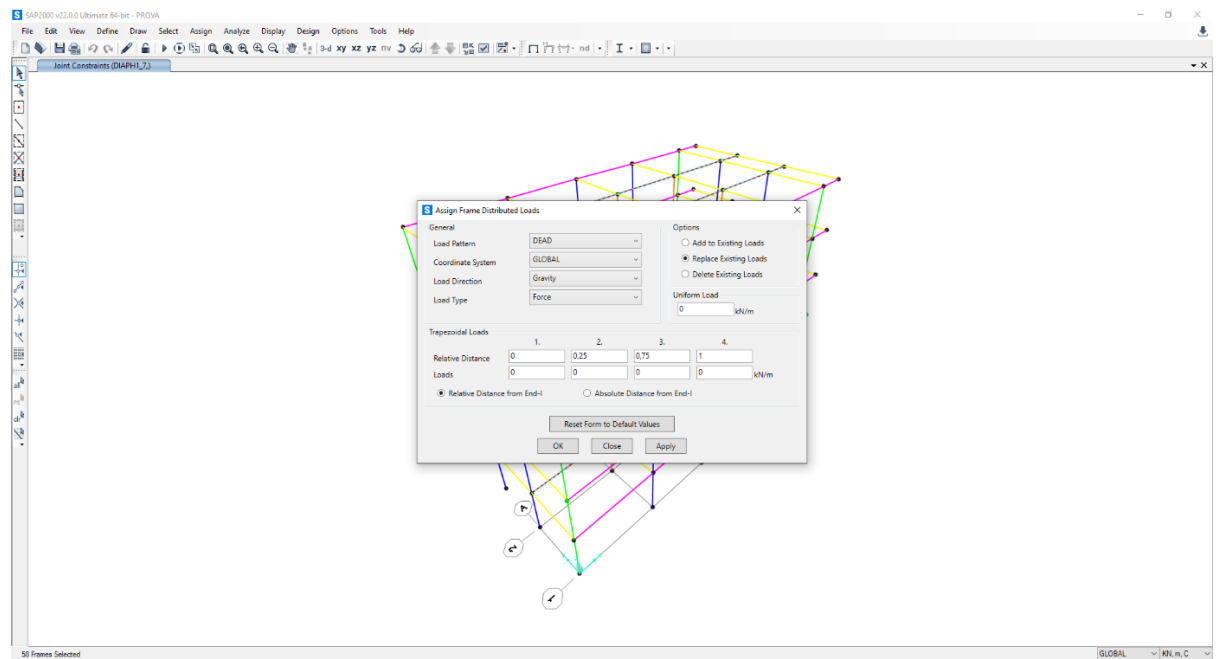 SAP2000 v22.0.0 Ultimate 64-bit - PROVA
File Edit View Define Draw Select Assign Analyze Display Design Options Tools Help
3-d xy xz yz nv nd
Joint Constraints (DIAPH1_7,)
Assign Frame Distributed Loads
General
Load Pattern DEAD
Coordinate System GLOBAL
Load Direction Gravity
Load Type Force
Options
Add to Existing Loads
Replace Existing Loads
Delete Existing Loads
Uniform Load
0 kN/m
Trapezoidal Loads
1. 2. 3. 4.
Relative Distance 0 0,25 0,75 1
Loads 0 0 0 0 kN/m
Relative Distance from End-I Absolute Distance from End-I
Reset Form to Default Values
OK Close Apply
58 Frames Selected
GLOBAL KN, m, C